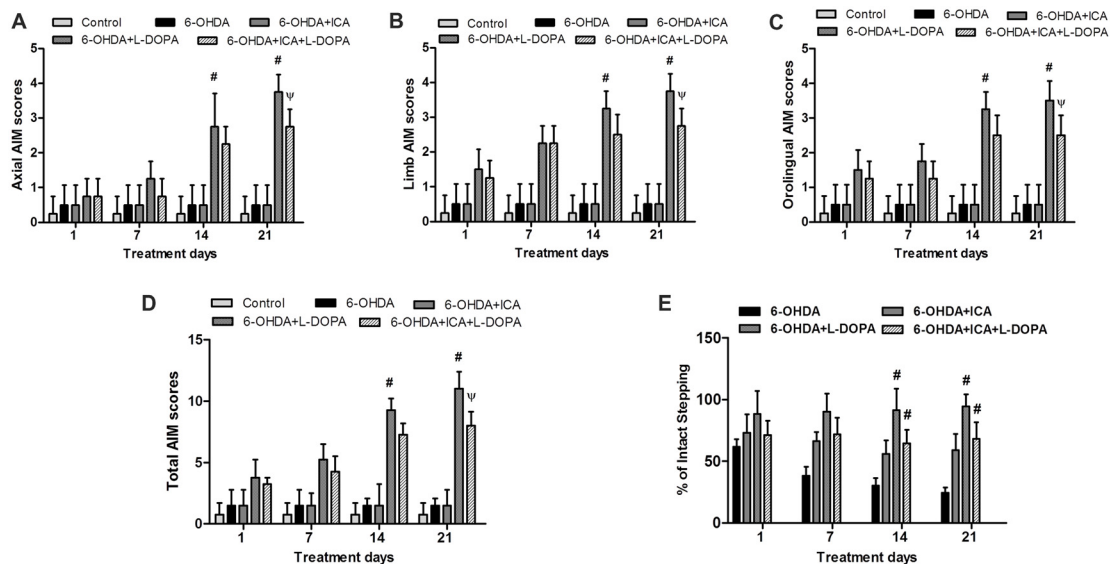 A
Control 6-OHDA 6-OHDA+ICA
6-OHDA+L-DOPA 6-OHDA+ICA+L-DOPA
Axial AIM scores
5
4
3
2
1
0
# # ψ
1 7 14 21
Treatment days
B
Control 6-OHDA 6-OHDA+ICA
6-OHDA+L-DOPA 6-OHDA+ICA+L-DOPA
Limb AIM scores
5
4
3
2
1
0
# # ψ
1 7 14 21
Treatment days
C
Control 6-OHDA 6-OHDA+ICA
6-OHDA+L-DOPA 6-OHDA+ICA+L-DOPA
Orolingual AIM scores
5
4
3
2
1
0
# # ψ
1 7 14 21
Treatment days
D
Control 6-OHDA 6-OHDA+ICA
6-OHDA+L-DOPA 6-OHDA+ICA+L-DOPA
Total AIM scores
15
10
5
0
# # ψ
1 7 14 21
Treatment days
E
6-OHDA 6-OHDA+ICA
6-OHDA+L-DOPA 6-OHDA+ICA+L-DOPA
% of Intact Stepping
150
100
50
0
# # # #
1 7 14 21
Treatment days